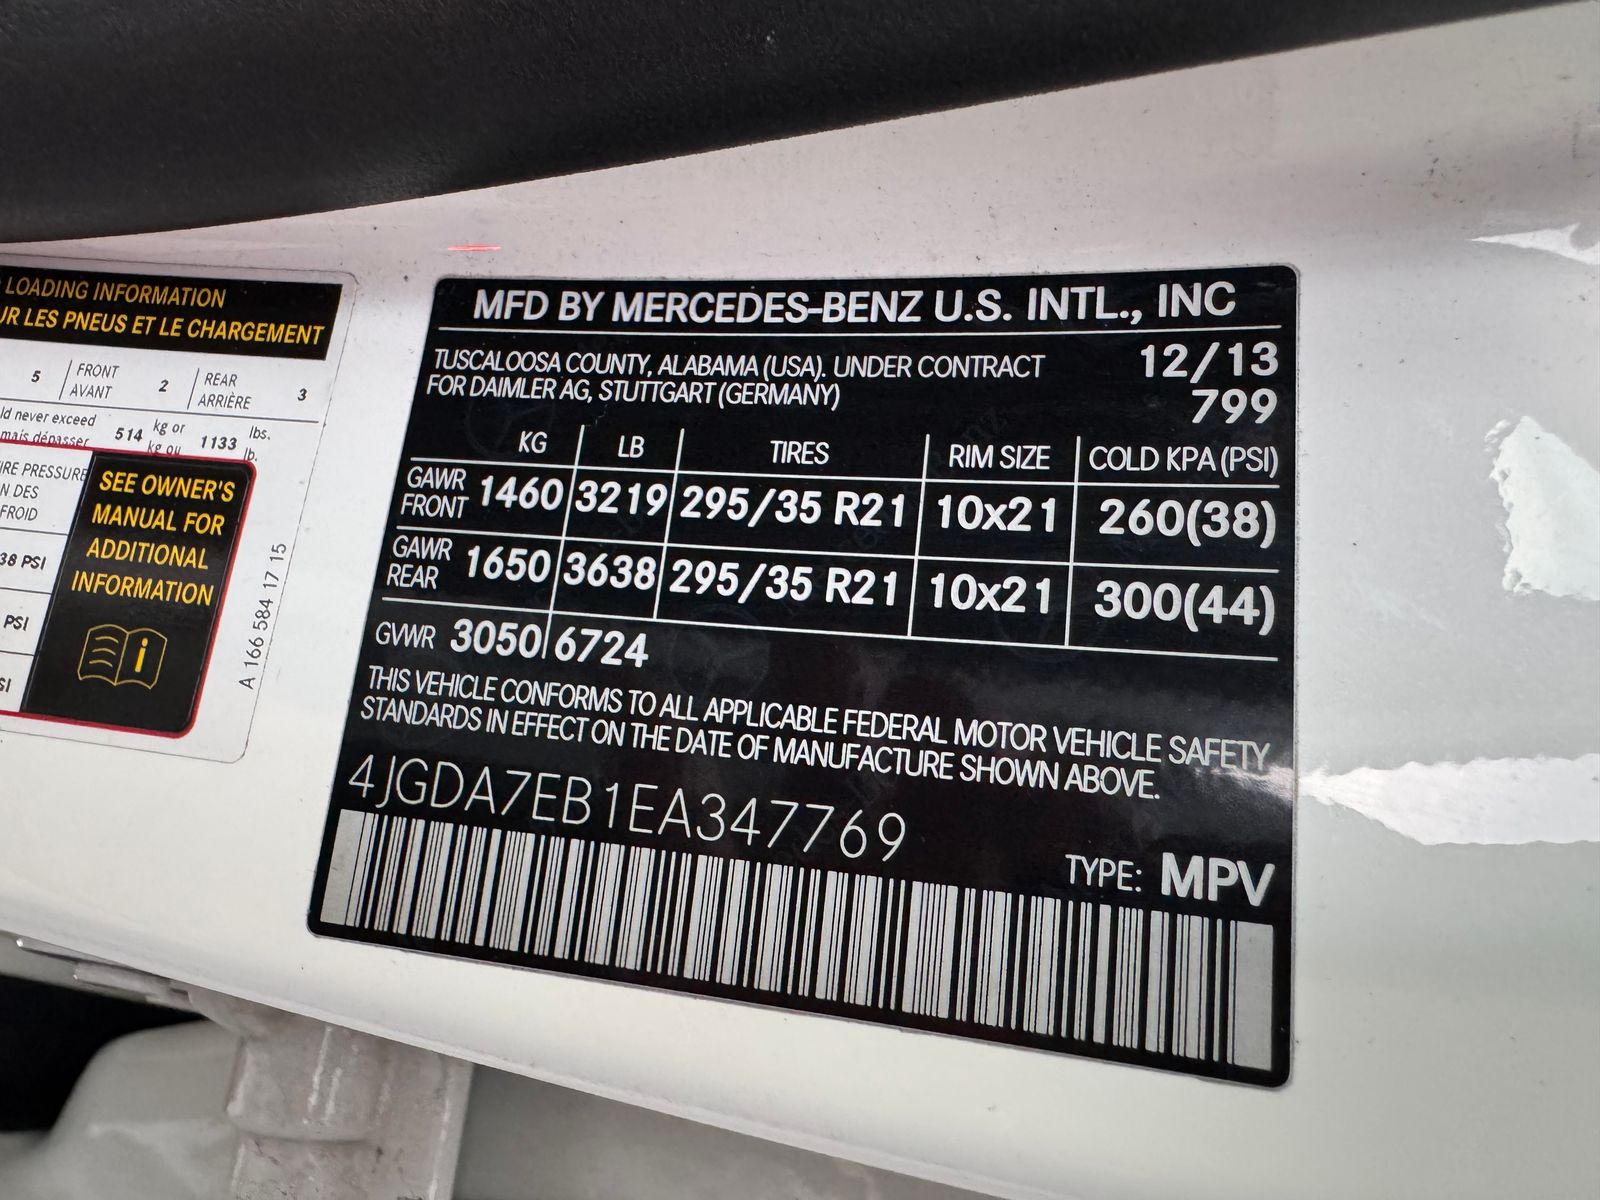 LOADING INFORMATION
UR LES PNEUS ET LE CHARGEMENT
5 FRONT AVANT 2 REAR ARRIÈRE 3
ld never exceed
mais dépasser 514 kg or kg ou 1133 lbs. lb.
IRE PRESSURE
N DES
FROID
38 PSI
PSI
SI
SEE OWNER'S
MANUAL FOR
ADDITIONAL
INFORMATION
i
A 166 584 17 15
MFD BY MERCEDES-BENZ U.S. INTL., INC
TUSCALOOSA COUNTY, ALABAMA (USA). UNDER CONTRACT
FOR DAIMLER AG, STUTTGART (GERMANY)
12/13
799
KG LB TIRES RIM SIZE COLD KPA (PSI)
GAWR FRONT 1460 3219 295/35 R21 10x21 260(38)
GAWR REAR 1650 3638 295/35 R21 10x21 300(44)
GVWR 3050 6724
THIS VEHICLE CONFORMS TO ALL APPLICABLE FEDERAL MOTOR VEHICLE SAFETY
STANDARDS IN EFFECT ON THE DATE OF MANUFACTURE SHOWN ABOVE.
4JGDA7EB1EA347769
TYPE: MPV